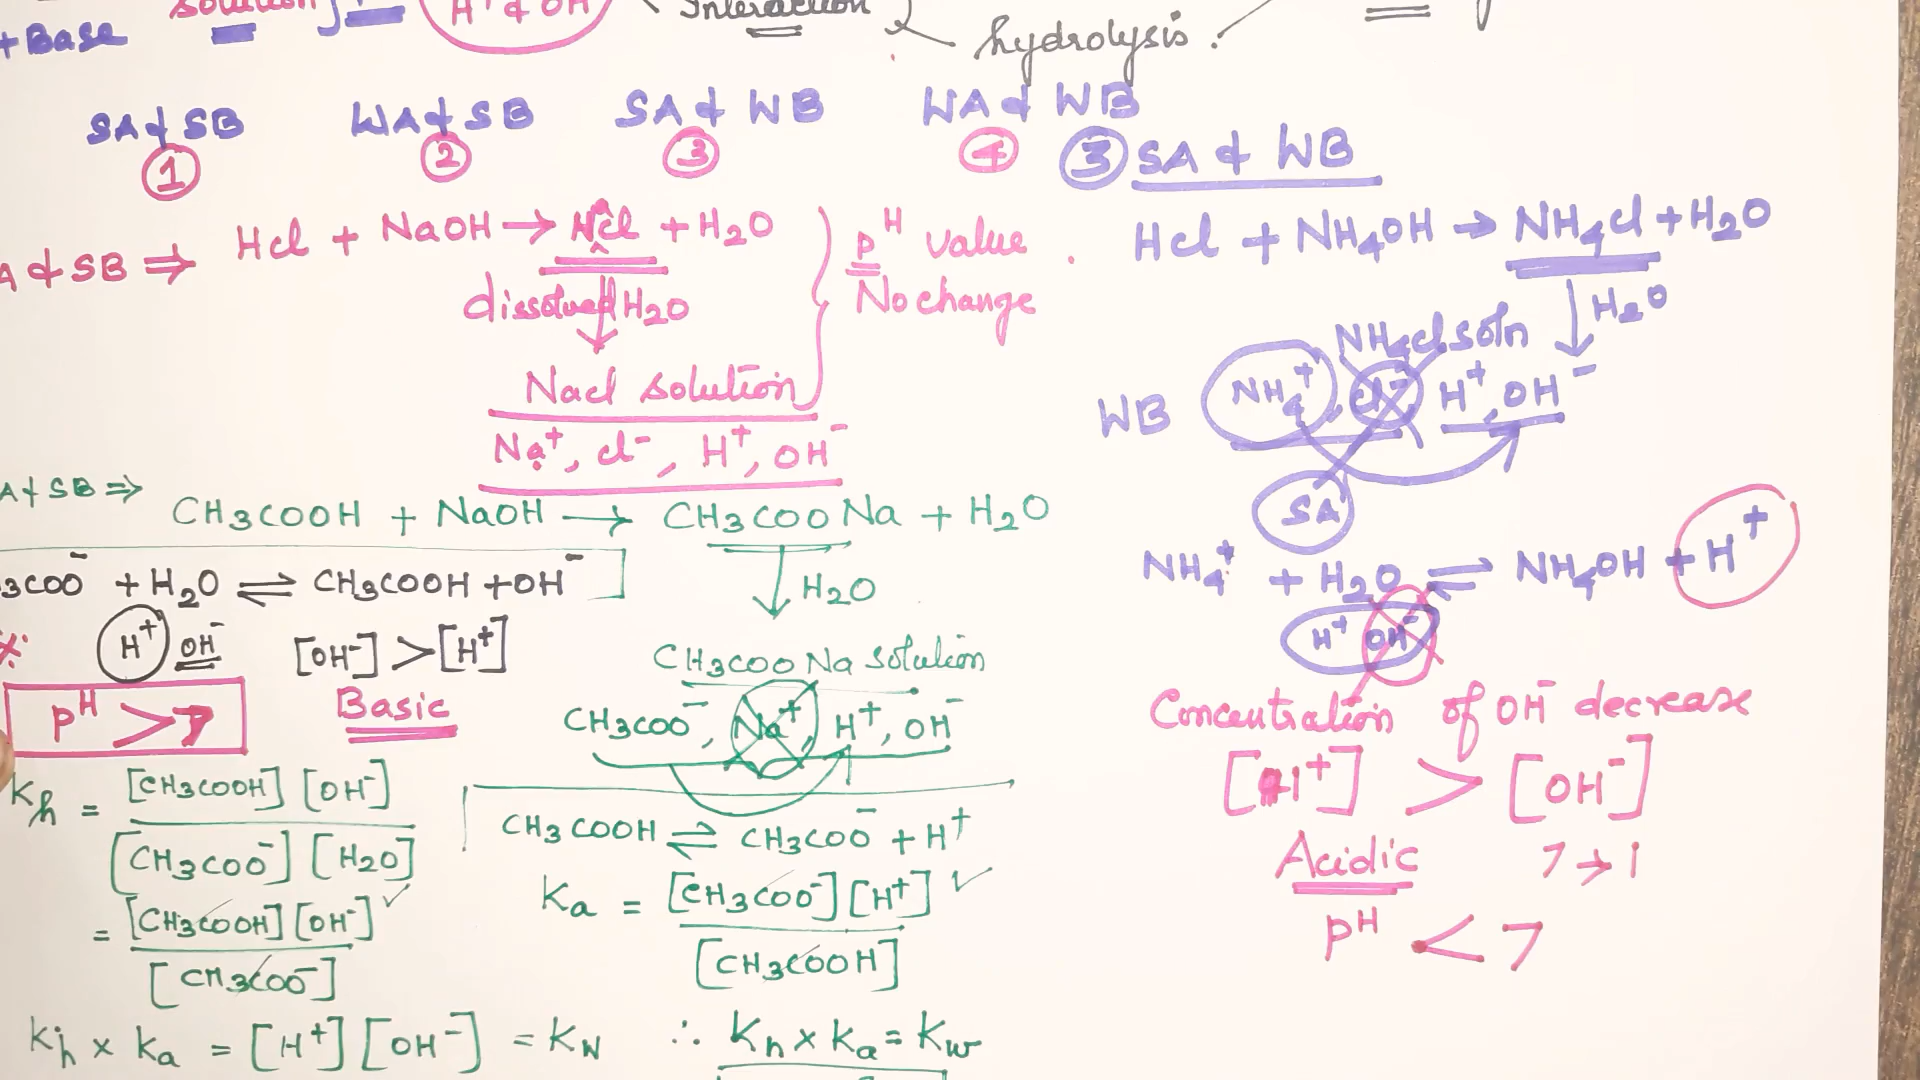 solution
H⁺ & OH⁻ Interaction
+Base
hydrolysis.
SA & SB WA & SB SA & WB WA & WB
1 2 3 4
A & SB ⇒ Hcl + NaOH → Nacl + H2O
dissolved H2O
Nacl solution
Na⁺, cl⁻, H⁺, OH⁻
pH value
No change
A & SB ⇒ CH3COOH + NaOH → CH3COONa + H2O
H2O
CH3COONa Solution
CH3COO⁻, Na⁺, H⁺, OH⁻
3COO⁻ + H2O ⇌ CH3COOH + OH⁻
H⁺ OH⁻ [OH⁻] > [H⁺]
pH > 7 Basic
Kh = [CH3COOH] [OH⁻] / [CH3COO⁻] [H2O]
= [CH3COOH] [OH⁻] / [CH3COO⁻]
CH3COOH ⇌ CH3COO⁻ + H⁺
Ka = [CH3COO⁻] [H⁺] / [CH3COOH]
Kh × Ka = [H⁺] [OH⁻] = Kw ∴ Kh × Ka = Kw
3 SA & WB
Hcl + NH4OH → NH4cl + H2O
H2O
NH4cl soln
WB NH4⁺, cl⁻ H⁺, OH⁻
SA
NH4⁺ + H2O ⇌ NH4OH + H⁺
H⁺ OH⁻
Concentration of OH⁻ decrease
[H⁺] > [OH⁻]
Acidic 7 → 1
pH < 7